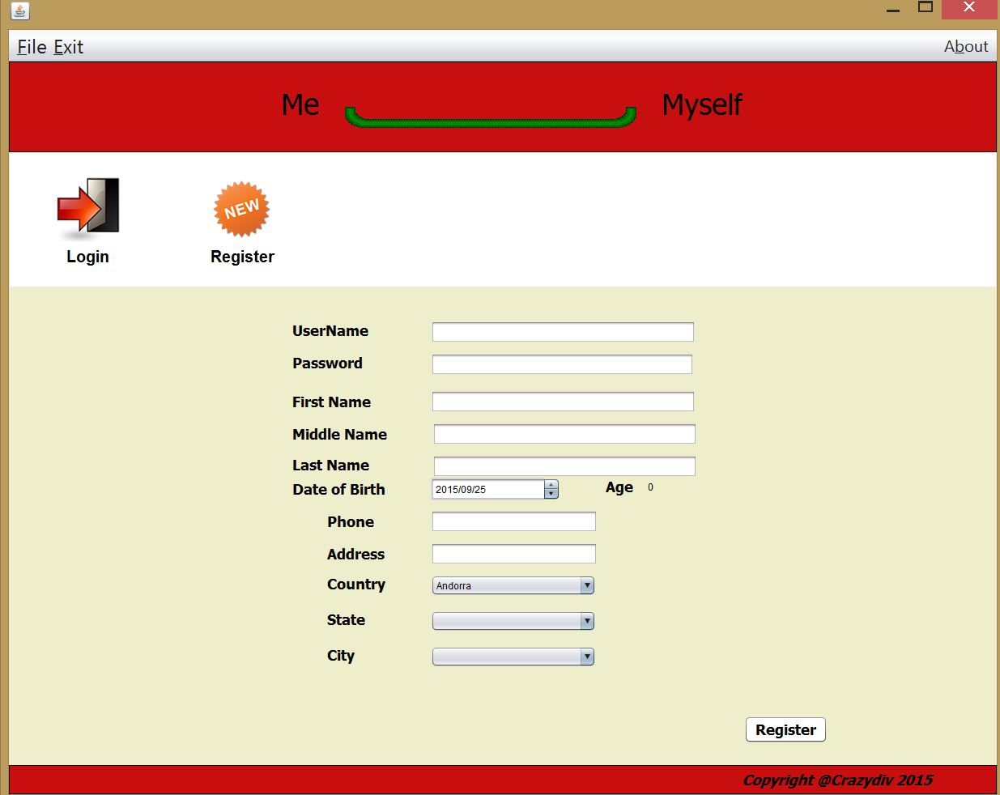 File Exit About
Me Myself
NEW
Login Register
UserName
Password
First Name
Middle Name
Last Name
Date of Birth 2015/09/25 Age 0
Phone
Address
Country Andorra
State
City
Register
Copyright @Crazydiv 2015